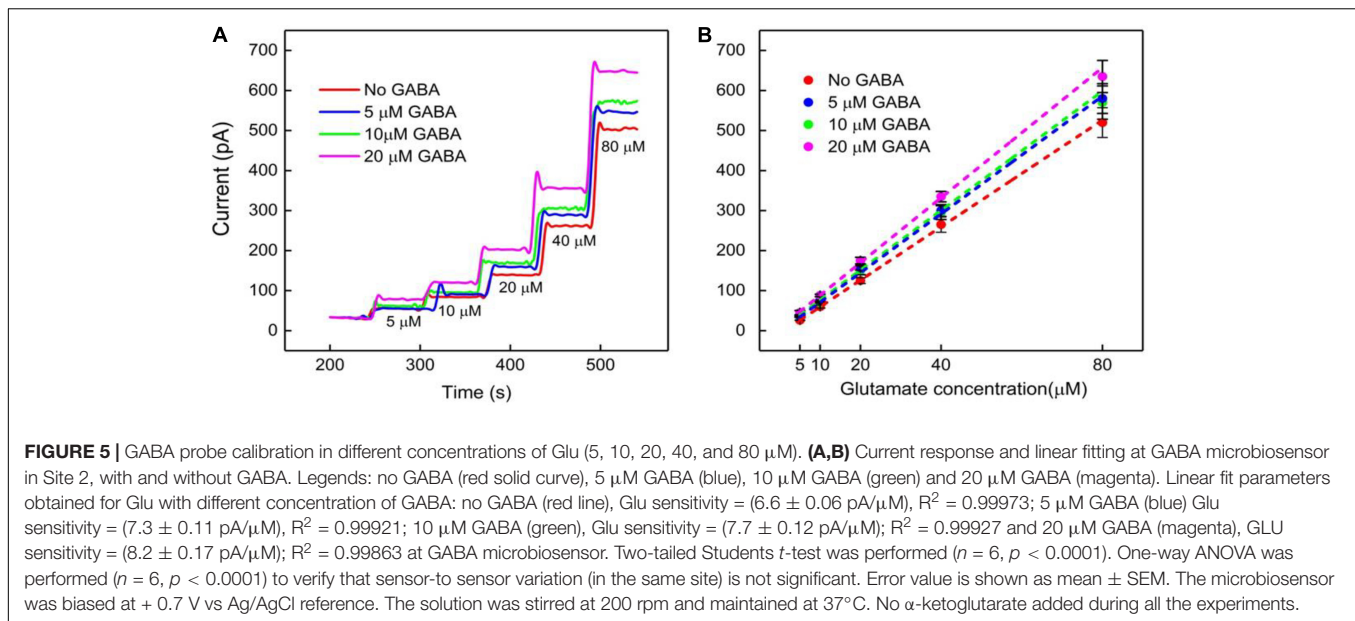 A
700
600
500
400
300
200
100
0
Current (pA)
No GABA
5 μM GABA
10μM GABA
20 μM GABA
5 μM
10 μM
20 μM
40 μM
80 μM
200
300
400
500
Time (s)
B
700
600
500
400
300
200
100
0
No GABA
5 μM GABA
10 μM GABA
20 μM GABA
5
10
20
40
80
Glutamate concentration(μM)
FIGURE 5 | GABA probe calibration in different concentrations of Glu (5, 10, 20, 40, and 80 μM). (A,B) Current response and linear fitting at GABA microbiosensor
in Site 2, with and without GABA. Legends: no GABA (red solid curve), 5 μM GABA (blue), 10 μM GABA (green) and 20 μM GABA (magenta). Linear fit parameters
obtained for Glu with different concentration of GABA: no GABA (red line), Glu sensitivity = (6.6 ± 0.06 pA/μM), R² = 0.99973; 5 μM GABA (blue) Glu
sensitivity = (7.3 ± 0.11 pA/μM), R² = 0.99921; 10 μM GABA (green), Glu sensitivity = (7.7 ± 0.12 pA/μM); R² = 0.99927 and 20 μM GABA (magenta), GLU
sensitivity = (8.2 ± 0.17 pA/μM); R² = 0.99863 at GABA microbiosensor. Two-tailed Students t-test was performed (n = 6, p < 0.0001). One-way ANOVA was
performed (n = 6, p < 0.0001) to verify that sensor-to sensor variation (in the same site) is not significant. Error value is shown as mean ± SEM. The microbiosensor
was biased at + 0.7 V vs Ag/AgCl reference. The solution was stirred at 200 rpm and maintained at 37°C. No α-ketoglutarate added during all the experiments.